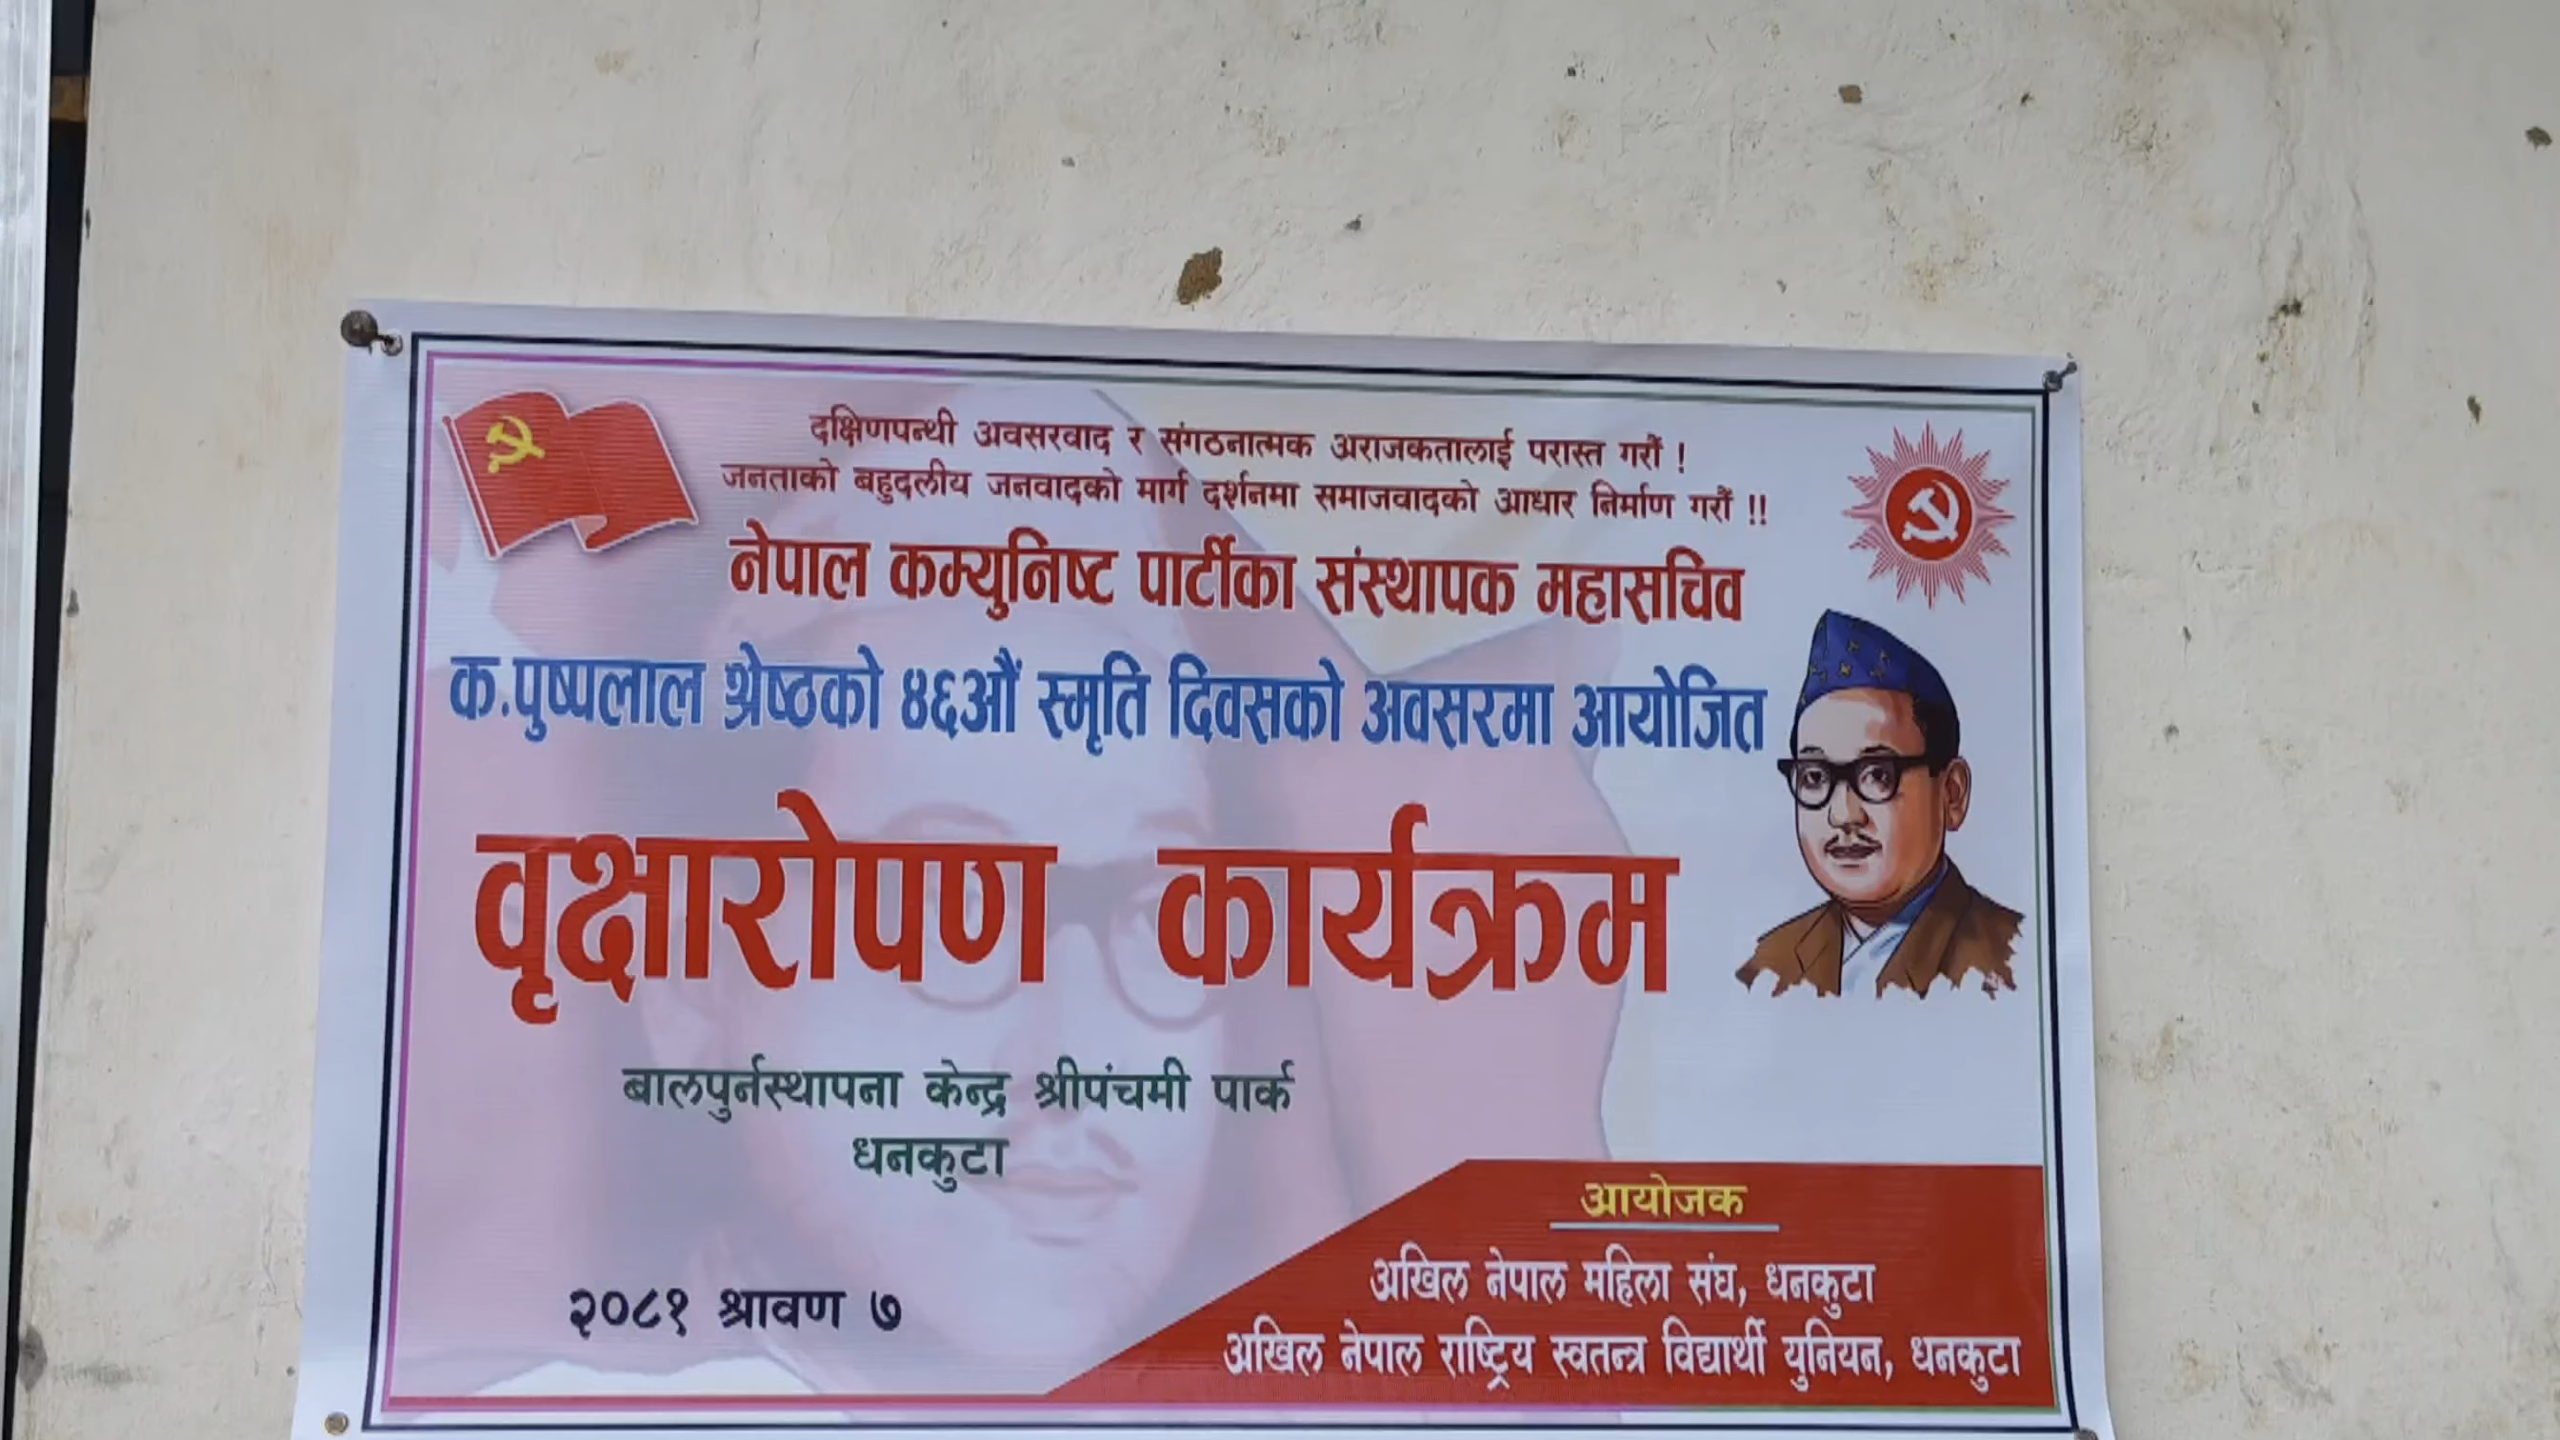 दक्षिणपन्थी अवसरवाद र संगठनात्मक अराजकतालाई परास्त गरौं !
जनताको बहुदलीय जनवादको मार्ग दर्शनमा समाजवादको आधार निर्माण गरौं !!
नेपाल कम्युनिष्ट पार्टीका संस्थापक महासचिव
क.पुष्पलाल श्रेष्ठको ४६औं स्मृति दिवसको अवसरमा आयोजित
वृक्षारोपण कार्यक्रम
बालपुर्नस्थापना केन्द्र श्रीपंचमी पार्क
धनकुटा
२०८१ श्रावण ७
आयोजक
अखिल नेपाल महिला संघ, धनकुटा
अखिल नेपाल राष्ट्रिय स्वतन्त्र विद्यार्थी युनियन, धनकुटा